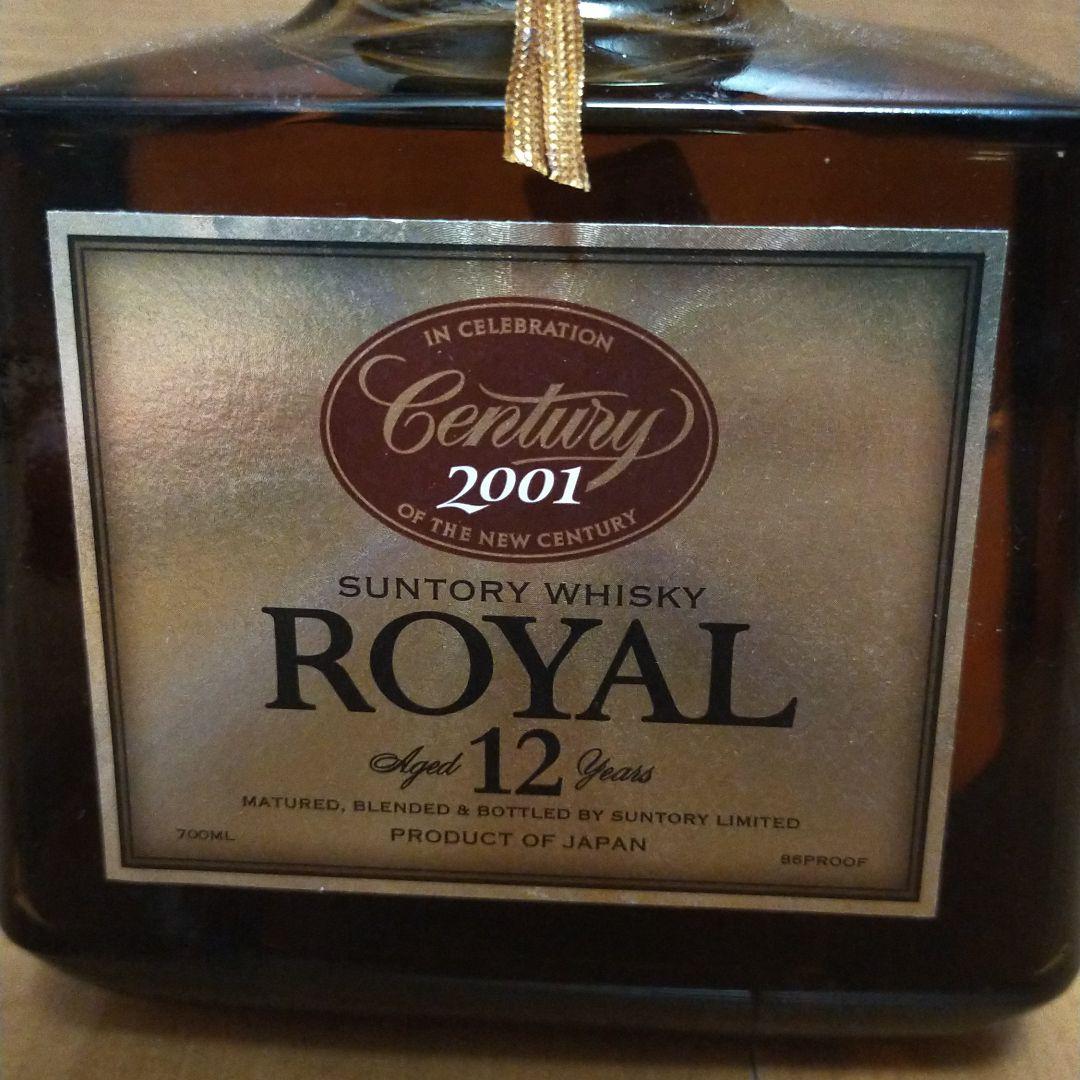 IN CELEBRATION
Century
2001
OF THE NEW CENTURY
SUNTORY WHISKY
ROYAL
Aged 12 Years
MATURED, BLENDED & BOTTLED BY SUNTORY LIMITED
PRODUCT OF JAPAN
700ML
86PROOF